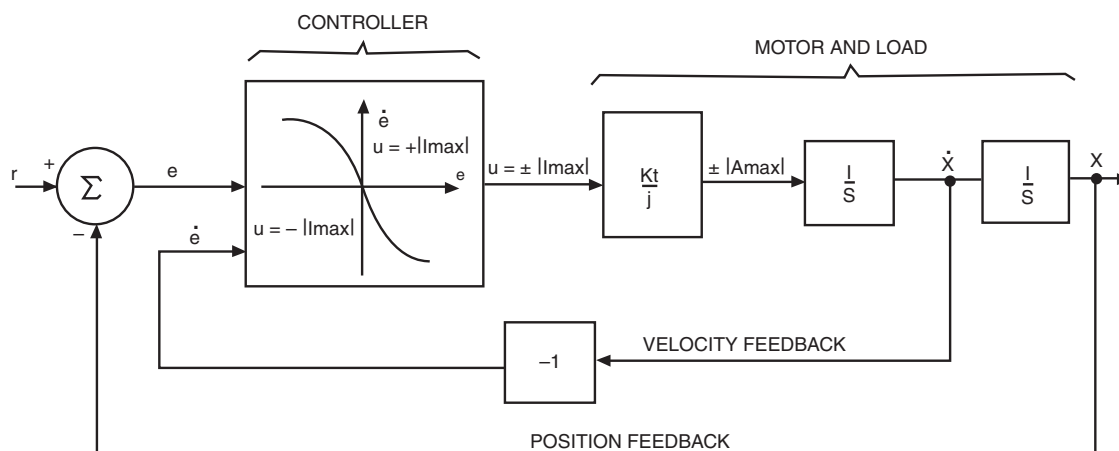 CONTROLLER
MOTOR AND LOAD
r
+
Σ
−
e
ė
ė
u = +|Imax|
e
u = − |Imax|
u = ± |Imax|
Kt
j
± |Amax|
I
S
Ẋ
I
S
X
−1
VELOCITY FEEDBACK
POSITION FEEDBACK